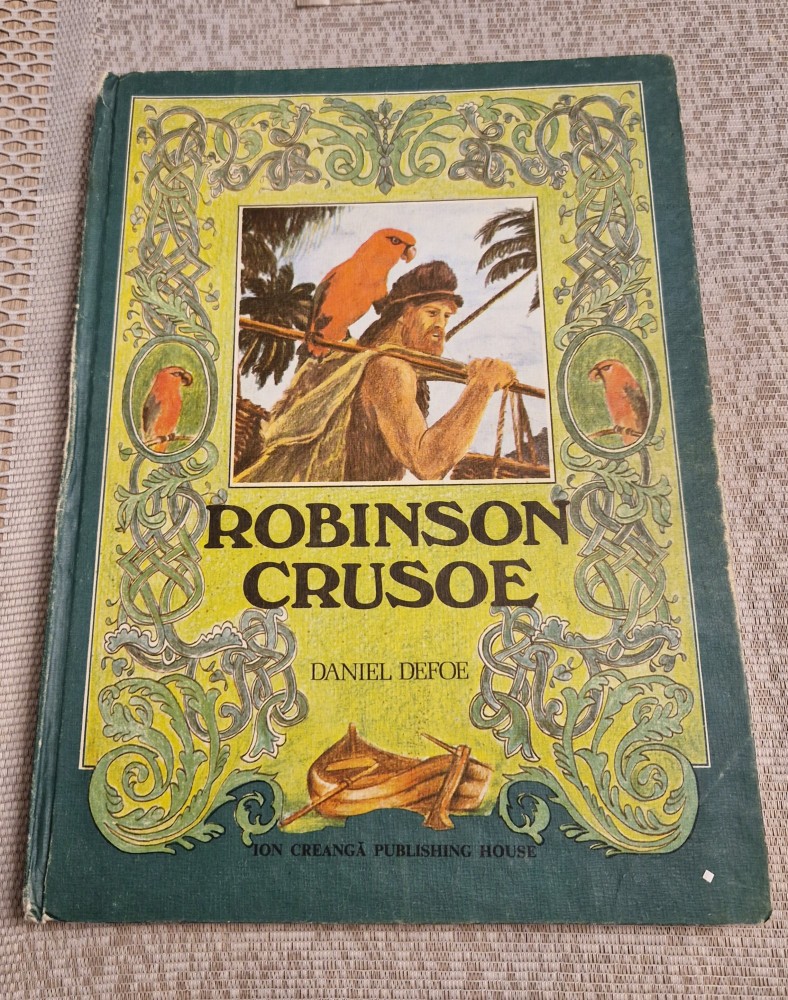 ROBINSON
CRUSOE
DANIEL DEFOE
ION CREANGĂ PUBLISHING HOUSE